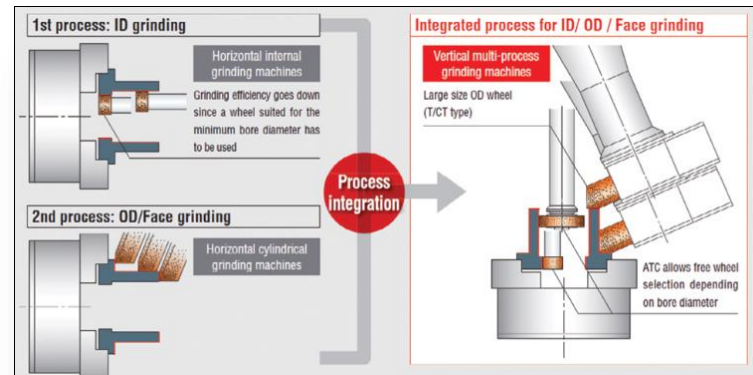 1st process: ID grinding
Horizontal internal
grinding machines
Grinding efficiency goes down
since a wheel suited for the
minimum bore diameter has
to be used
2nd process: OD/Face grinding
Horizontal cylindrical
grinding machines
Process
integration
Integrated process for ID/ OD / Face grinding
Vertical multi-process
grinding machines
Large size OD wheel
(T/CT type)
ATC allows free wheel
selection depending
on bore diameter